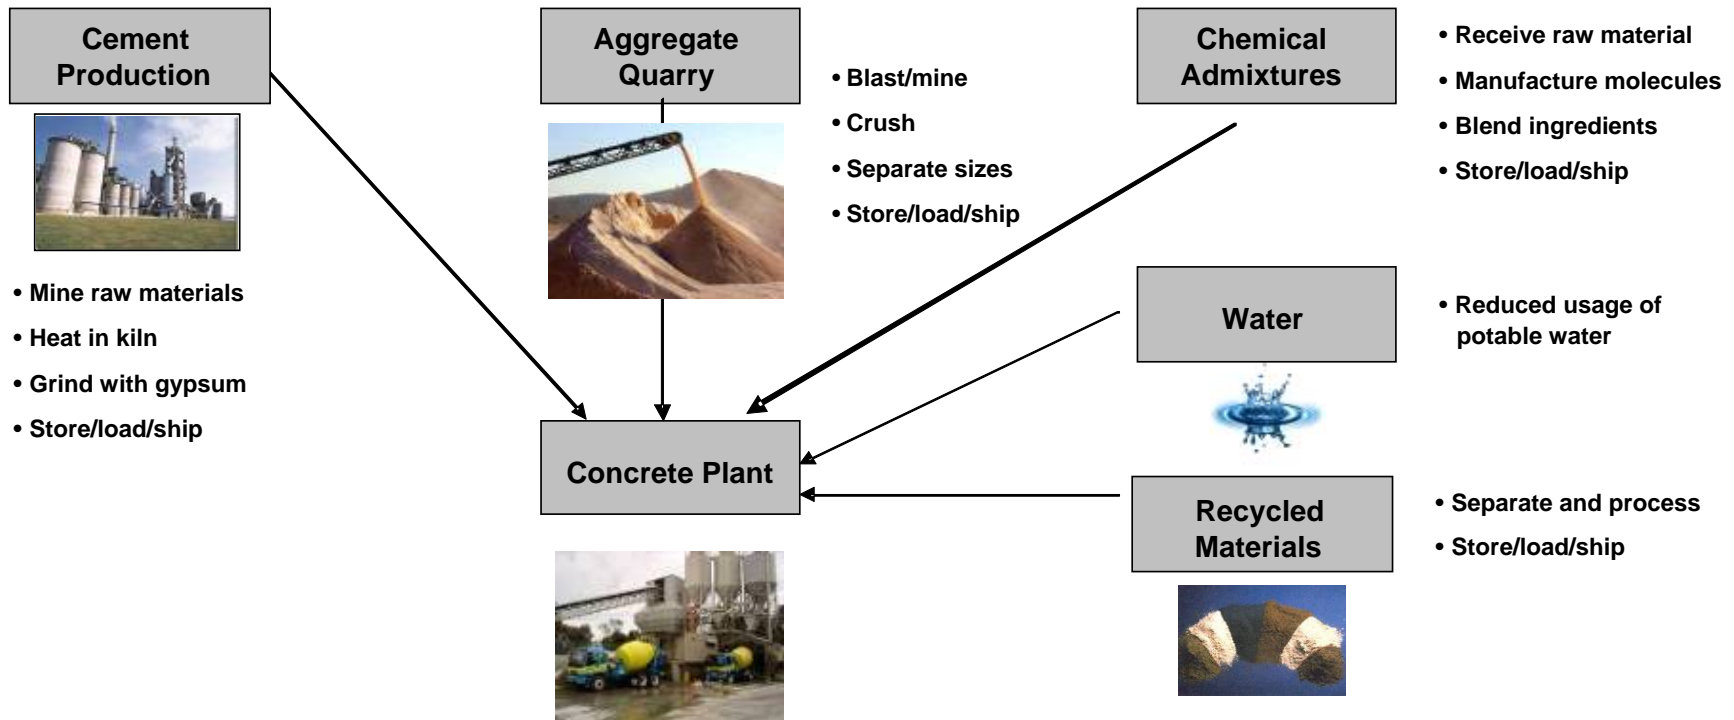 Cement
Production
• Mine raw materials
• Heat in kiln
• Grind with gypsum
• Store/load/ship
Aggregate
Quarry
• Blast/mine
• Crush
• Separate sizes
• Store/load/ship
Chemical
Admixtures
• Receive raw material
• Manufacture molecules
• Blend ingredients
• Store/load/ship
Water
• Reduced usage of
potable water
Concrete Plant
Recycled
Materials
• Separate and process
• Store/load/ship